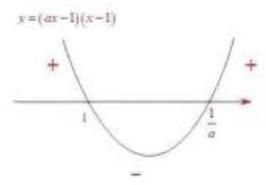 y=(ax−1)(x−1)
+ +
1 1/a
−